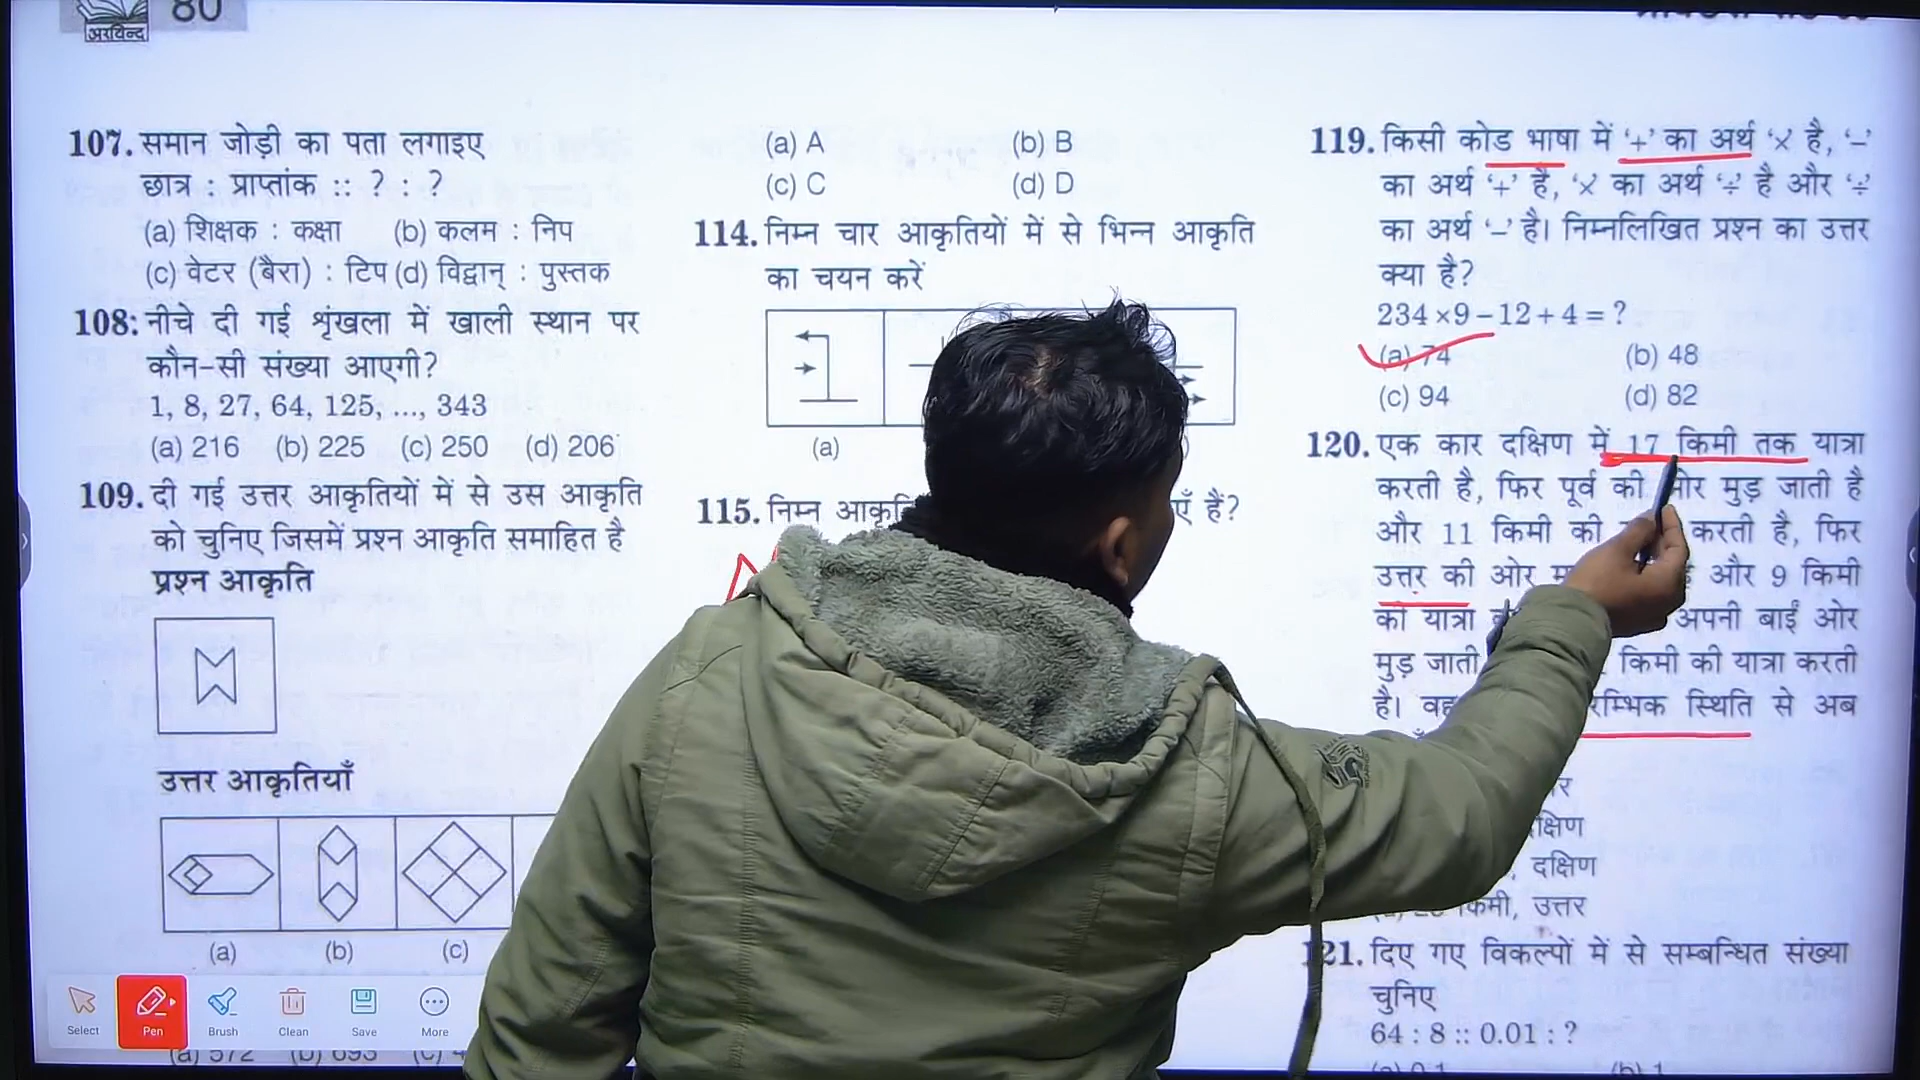 80
अरविन्द
107. समान जोड़ी का पता लगाइए
छात्र : प्राप्तांक :: ? : ?
(a) शिक्षक : कक्षा (b) कलम : निप
(c) वेटर (बैरा) : टिप (d) विद्वान् : पुस्तक
108: नीचे दी गई शृंखला में खाली स्थान पर
कौन-सी संख्या आएगी?
1, 8, 27, 64, 125, ..., 343
(a) 216 (b) 225 (c) 250 (d) 206
109. दी गई उत्तर आकृतियों में से उस आकृति
को चुनिए जिसमें प्रश्न आकृति समाहित है
प्रश्न आकृति
उत्तर आकृतियाँ
(a) (b) (c)
Select Pen Brush Clean Save More
(a) 572 (b) 693
(a) A (b) B
(c) C (d) D
114. निम्न चार आकृतियों में से भिन्न आकृति
का चयन करें
(a)
115. निम्न हैं?
119. किसी कोड भाषा में ‘+’ का अर्थ ‘×’ है, ‘–’
का अर्थ ‘+’ है, ‘×’ का अर्थ ‘÷’ है और ‘÷’
का अर्थ ‘–’ है। निम्नलिखित प्रश्न का उत्तर
क्या है?
234 × 9 – 12 + 4 = ?
(a) 74 (b) 48
(c) 94 (d) 82
120. एक कार दक्षिण में 17 किमी तक यात्रा
करती है, फिर पूर्व की ओर मुड़ जाती है
और 11 किमी की करती है, फिर
उत्तर की ओर और 9 किमी
की यात्रा अपनी बाईं ओर
मुड़ जाती किमी की यात्रा करती
है। वह स्थिति से अब
दक्षिण
, दक्षिण
किमी, उत्तर
121. दिए गए विकल्पों में से सम्बन्धित संख्या
चुनिए
64 : 8 :: 0.01 : ?
(a) 0.1 (b) 1